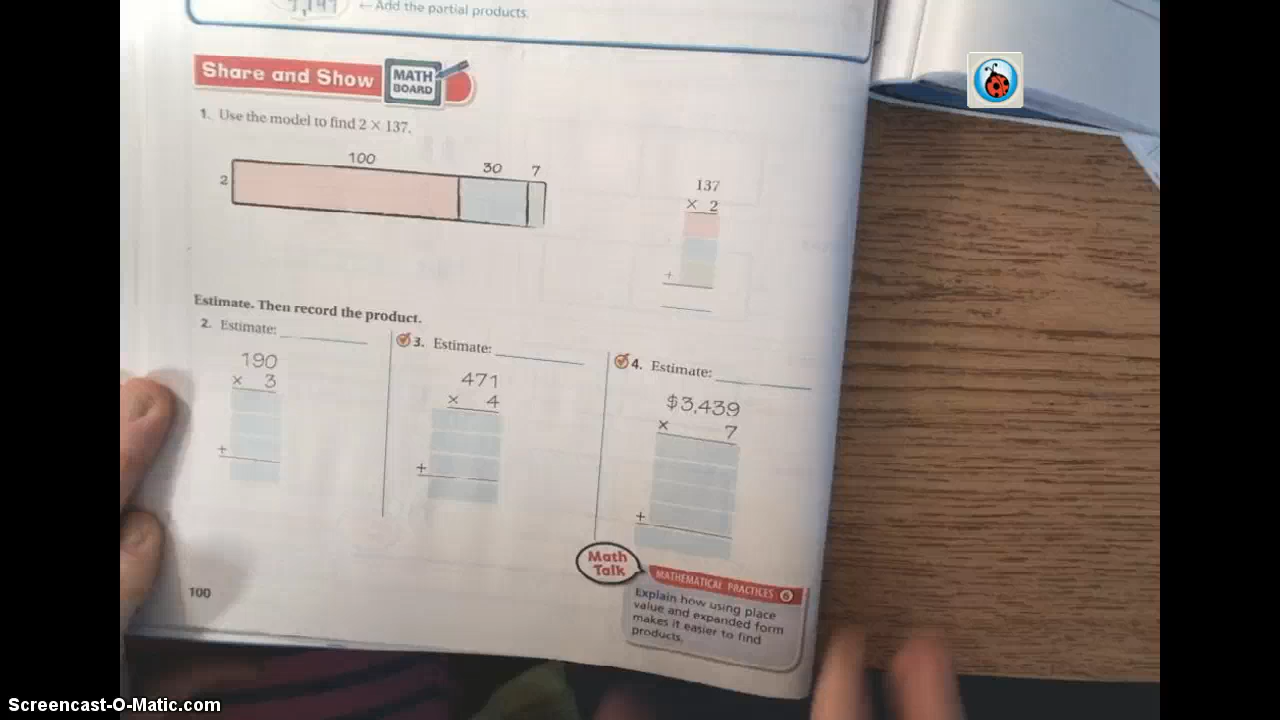 7,147 ← Add the partial products.
Share and Show MATH BOARD
1. Use the model to find 2 × 137.
100 30 7
2
137
× 2
+
Estimate. Then record the product.
2. Estimate:
190
× 3
+
3. Estimate:
471
× 4
+
4. Estimate:
$3,439
× 7
+
Math Talk
MATHEMATICAL PRACTICES 6
Explain how using place
value and expanded form
makes it easier to find
products.
100
Screencast-O-Matic.com